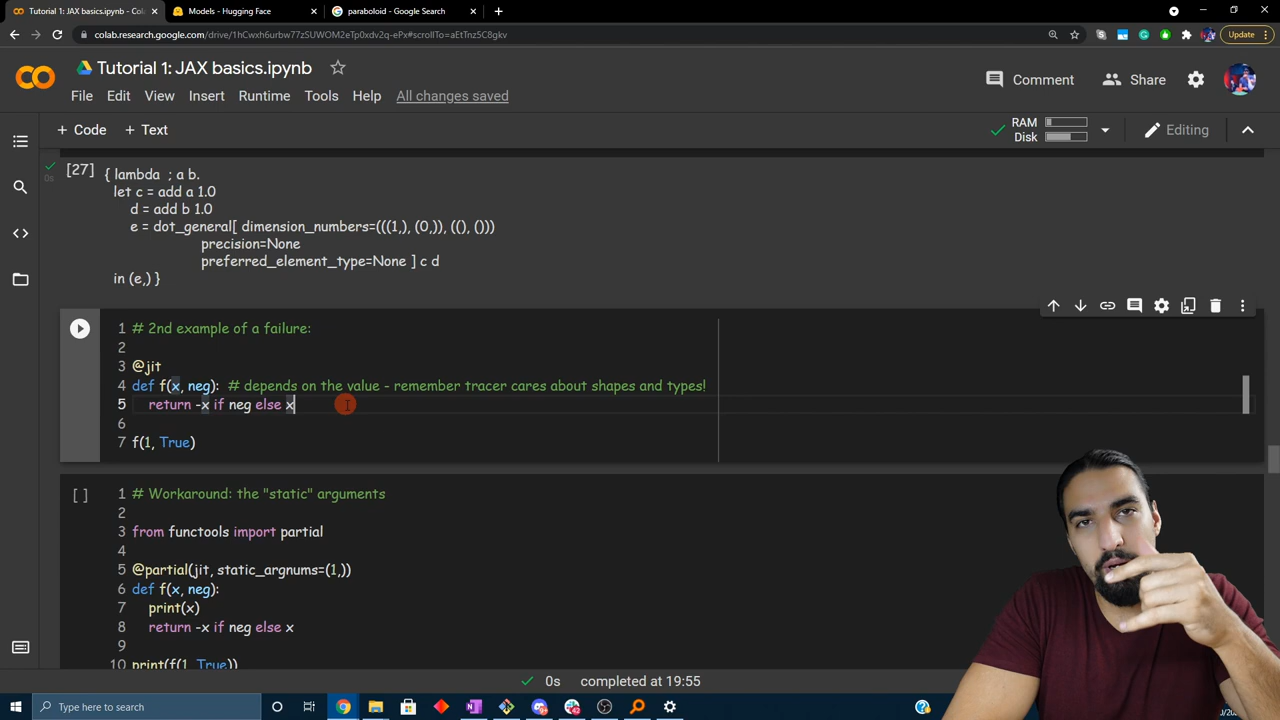 Tutorial 1: JAX basics.ipynb - Col
Models - Hugging Face
paraboloid - Google Search
colab.research.google.com/drive/1hCwxh6urbw77zSUWOM2eTp0xdv2q-ePx#scrollTo=aEtTnz5C8gkv
Update
Tutorial 1: JAX basics.ipynb
File Edit View Insert Runtime Tools Help All changes saved
Comment Share
+ Code + Text
RAM
Disk
Editing
[27]
0s
{ lambda ; a b.
let c = add a 1.0
d = add b 1.0
e = dot_general[ dimension_numbers=(((1,), (0,)), ((), ()))
precision=None
preferred_element_type=None ] c d
in (e,) }
1 # 2nd example of a failure:
2
3 @jit
4 def f(x, neg): # depends on the value - remember tracer cares about shapes and types!
5 return -x if neg else x
6
7 f(1, True)
[ ]
1 # Workaround: the "static" arguments
2
3 from functools import partial
4
5 @partial(jit, static_argnums=(1,))
6 def f(x, neg):
7 print(x)
8 return -x if neg else x
9
10 print(f(1, True))
0s completed at 19:55
Type here to search